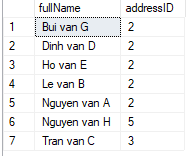 fullName addressID
1 Bui van G 2
2 Dinh van D 2
3 Ho van E 2
4 Le van B 2
5 Nguyen van A 2
6 Nguyen van H 5
7 Tran van C 3